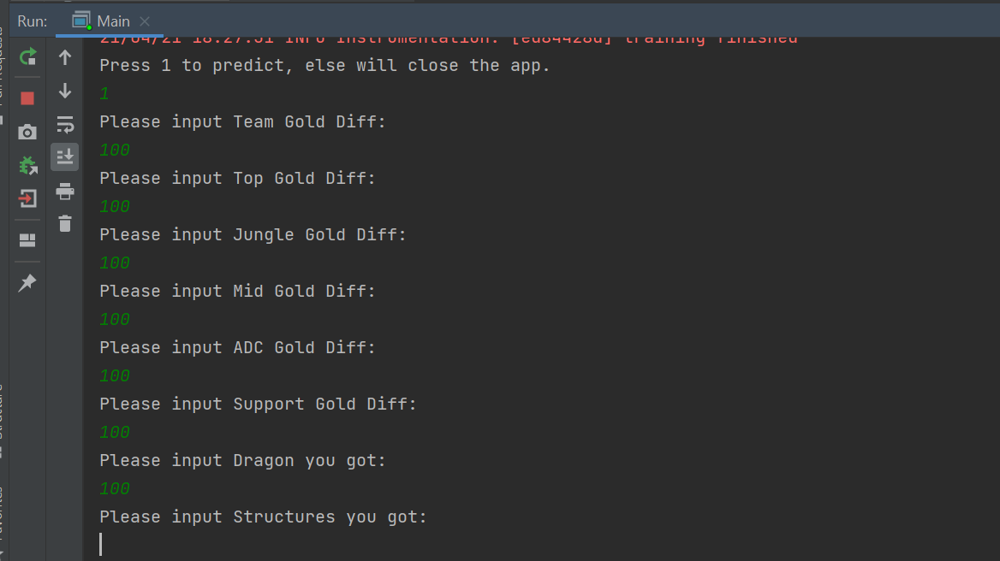 Run: Main
21/04/21 18:27:51 INFO Instrumentation: [ed84428d] training finished
Press 1 to predict, else will close the app.
1
Please input Team Gold Diff:
100
Please input Top Gold Diff:
100
Please input Jungle Gold Diff:
100
Please input Mid Gold Diff:
100
Please input ADC Gold Diff:
100
Please input Support Gold Diff:
100
Please input Dragon you got:
100
Please input Structures you got: